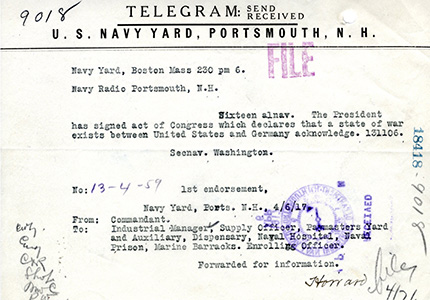 9018
TELEGRAM: SEND
RECEIVED
U. S. NAVY YARD, PORTSMOUTH, N. H.
FILE
Navy Yard, Boston Mass 230 pm 6.
Navy Radio Portsmouth, N.H.
Sixteen alnav. The President
has signed act of Congress which declares that a state of war
exists between United States and Germany acknowledge. 131106.
Secnav. Washington.
18418-9018
No: 13-4-59 1st endorsement,
Navy Yard, Ports. N.H., 4/6/17.
RECEIVED
From: Commandant.
To: Industrial Manager, Supply Officer, Paymasters Yard
and Auxiliary, Dispensary, Naval Hospital, Naval
Prison, Marine Barracks. Enrolling Officer.
Forwarded for information.
Howard